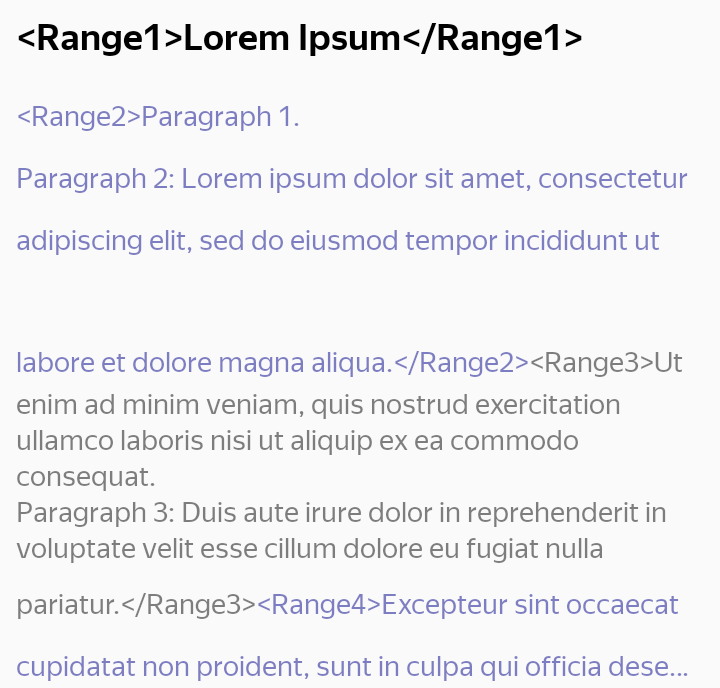 <Range1>Lorem Ipsum</Range1>
<Range2>Paragraph 1.
Paragraph 2: Lorem ipsum dolor sit amet, consectetur
adipiscing elit, sed do eiusmod tempor incididunt ut
labore et dolore magna aliqua.</Range2><Range3>Ut
enim ad minim veniam, quis nostrud exercitation
ullamco laboris nisi ut aliquip ex ea commodo
consequat.
Paragraph 3: Duis aute irure dolor in reprehenderit in
voluptate velit esse cillum dolore eu fugiat nulla
pariatur.</Range3><Range4>Excepteur sint occaecat
cupidatat non proident, sunt in culpa qui officia dese...